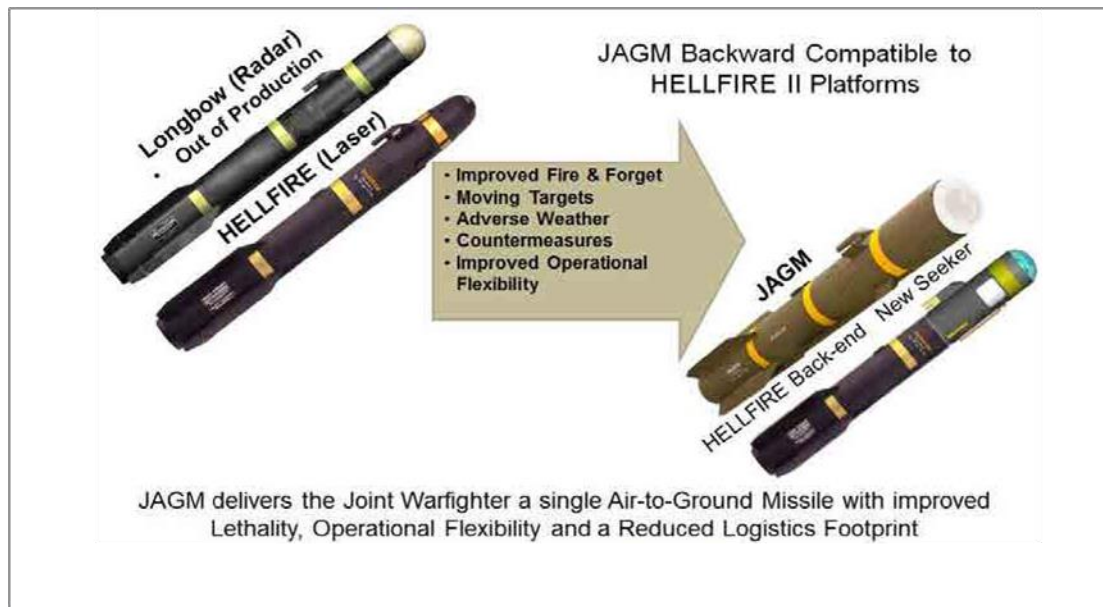 Longbow (Radar)
• Out of Production
HELLFIRE (Laser)
JAGM Backward Compatible to
HELLFIRE II Platforms
• Improved Fire & Forget
• Moving Targets
• Adverse Weather
• Countermeasures
• Improved Operational
Flexibility
JAGM
HELLFIRE Back-end New Seeker
JAGM delivers the Joint Warfighter a single Air-to-Ground Missile with improved
Lethality, Operational Flexibility and a Reduced Logistics Footprint